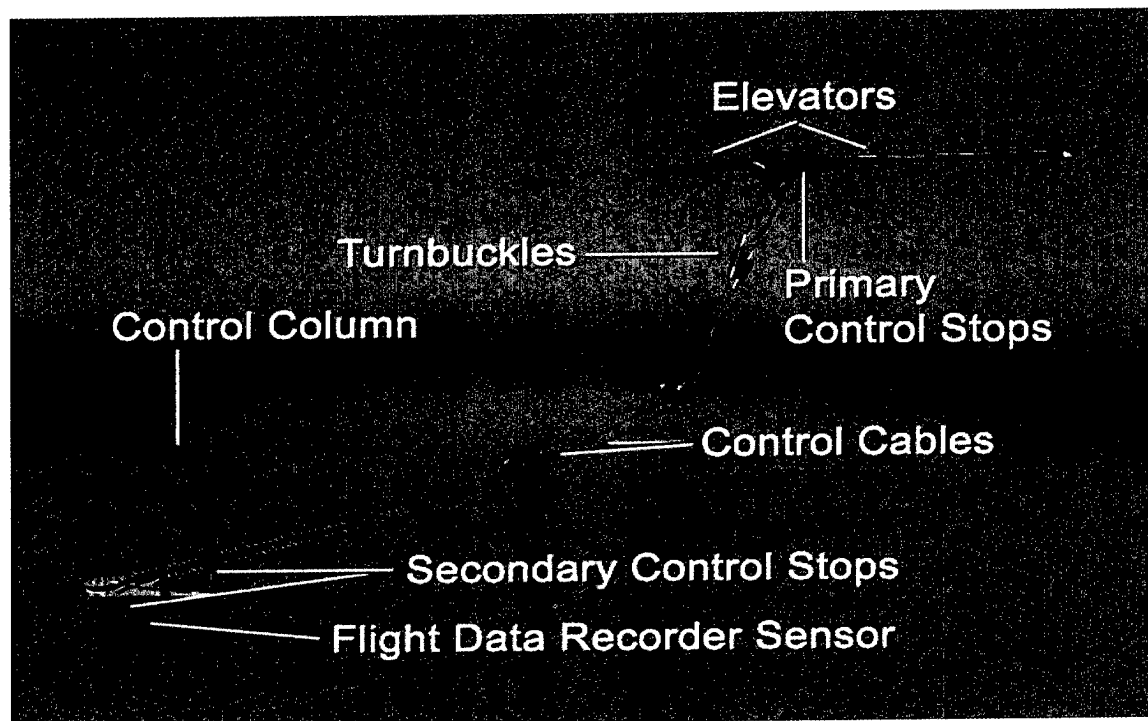 Elevators
Turnbuckles
Primary
Control Stops
Control Column
Control Cables
Secondary Control Stops
Flight Data Recorder Sensor